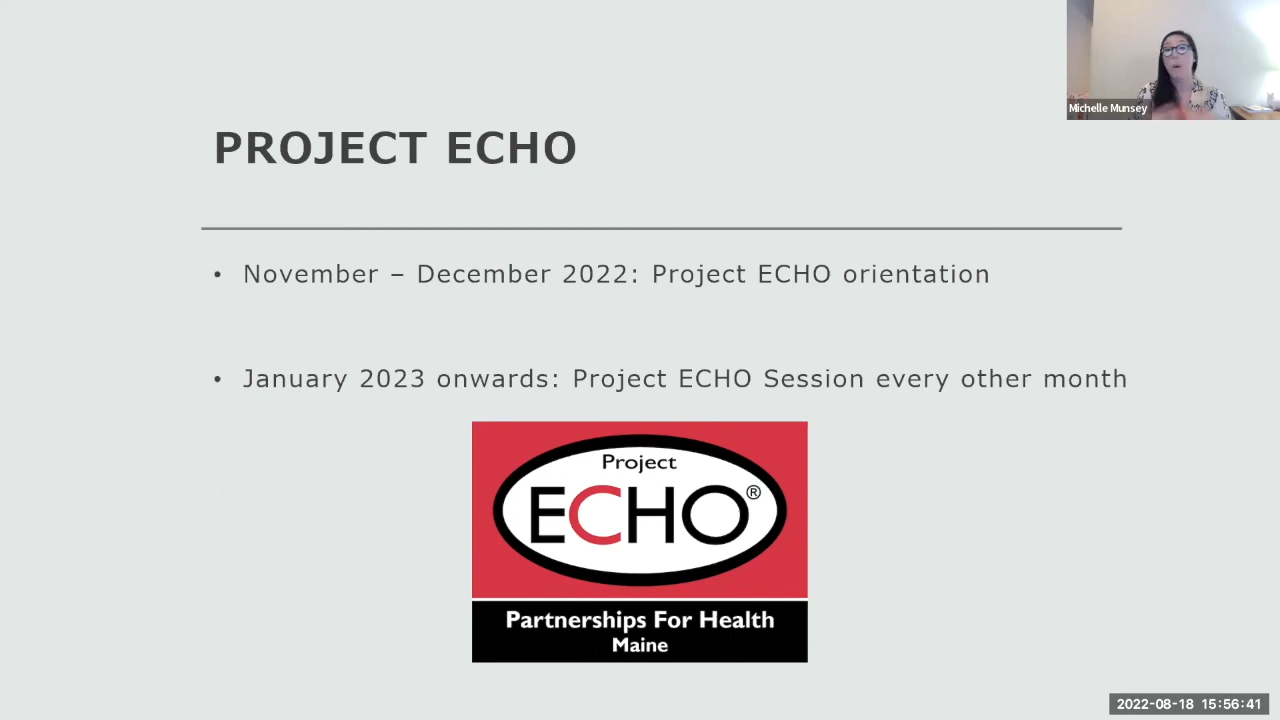 Michelle Munsey
PROJECT ECHO
• November – December 2022: Project ECHO orientation
• January 2023 onwards: Project ECHO Session every other month
Project
ECHO®
Partnerships For Health
Maine
2022-08-18 15:56:41